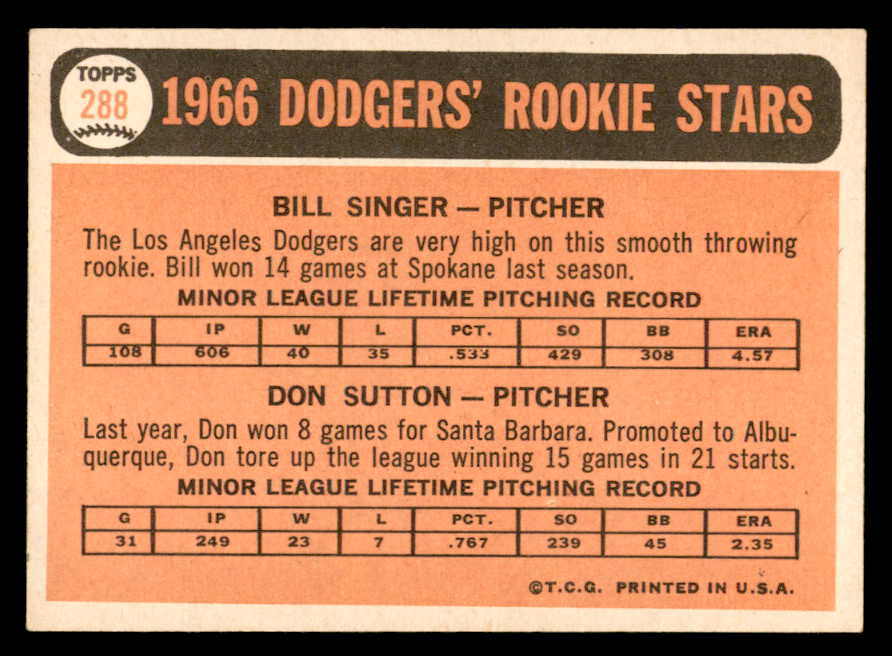 TOPPS
288
1966 DODGERS' ROOKIE STARS
BILL SINGER — PITCHER
The Los Angeles Dodgers are very high on this smooth throwing
rookie. Bill won 14 games at Spokane last season.
MINOR LEAGUE LIFETIME PITCHING RECORD
G IP W L PCT. SO BB ERA
108 606 40 35 .533 429 308 4.57
DON SUTTON — PITCHER
Last year, Don won 8 games for Santa Barbara. Promoted to Albu-
querque, Don tore up the league winning 15 games in 21 starts.
MINOR LEAGUE LIFETIME PITCHING RECORD
G IP W L PCT. SO BB ERA
31 249 23 7 .767 239 45 2.35
©T.C.G. PRINTED IN U.S.A.